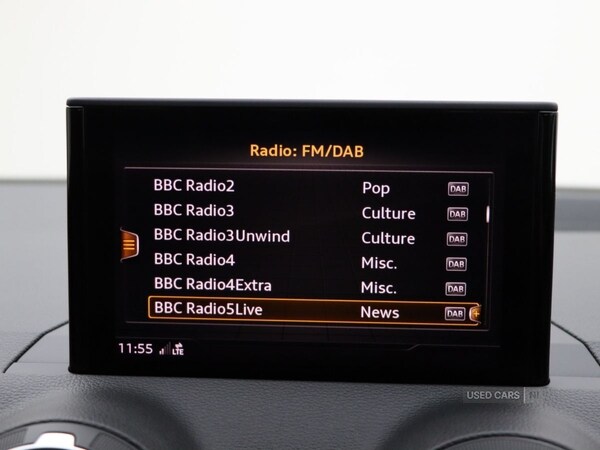 Radio: FM/DAB
BBC Radio2 Pop DAB
BBC Radio3 Culture DAB
BBC Radio3Unwind Culture DAB
BBC Radio4 Misc. DAB
BBC Radio4Extra Misc. DAB
BBC Radio5Live News DAB
11:55 LTE
USED CARS